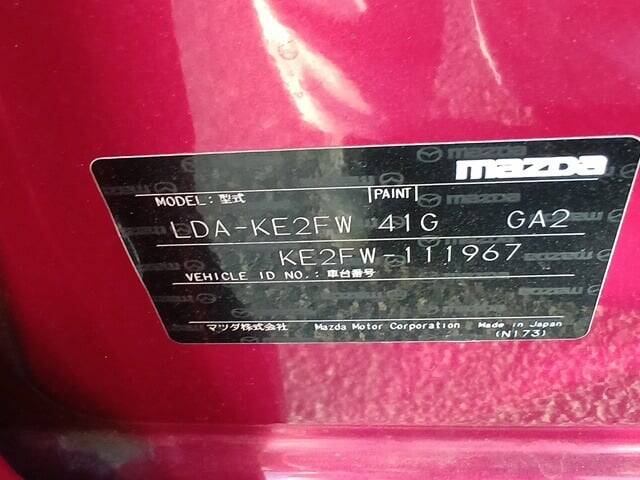 mazda
MODEL: 型式 PAINT
LDA-KE2FW 41G GA2
KE2FW-111967
VEHICLE ID NO.: 車台番号
マツダ株式会社 Mazda Motor Corporation Made in Japan
(N173)